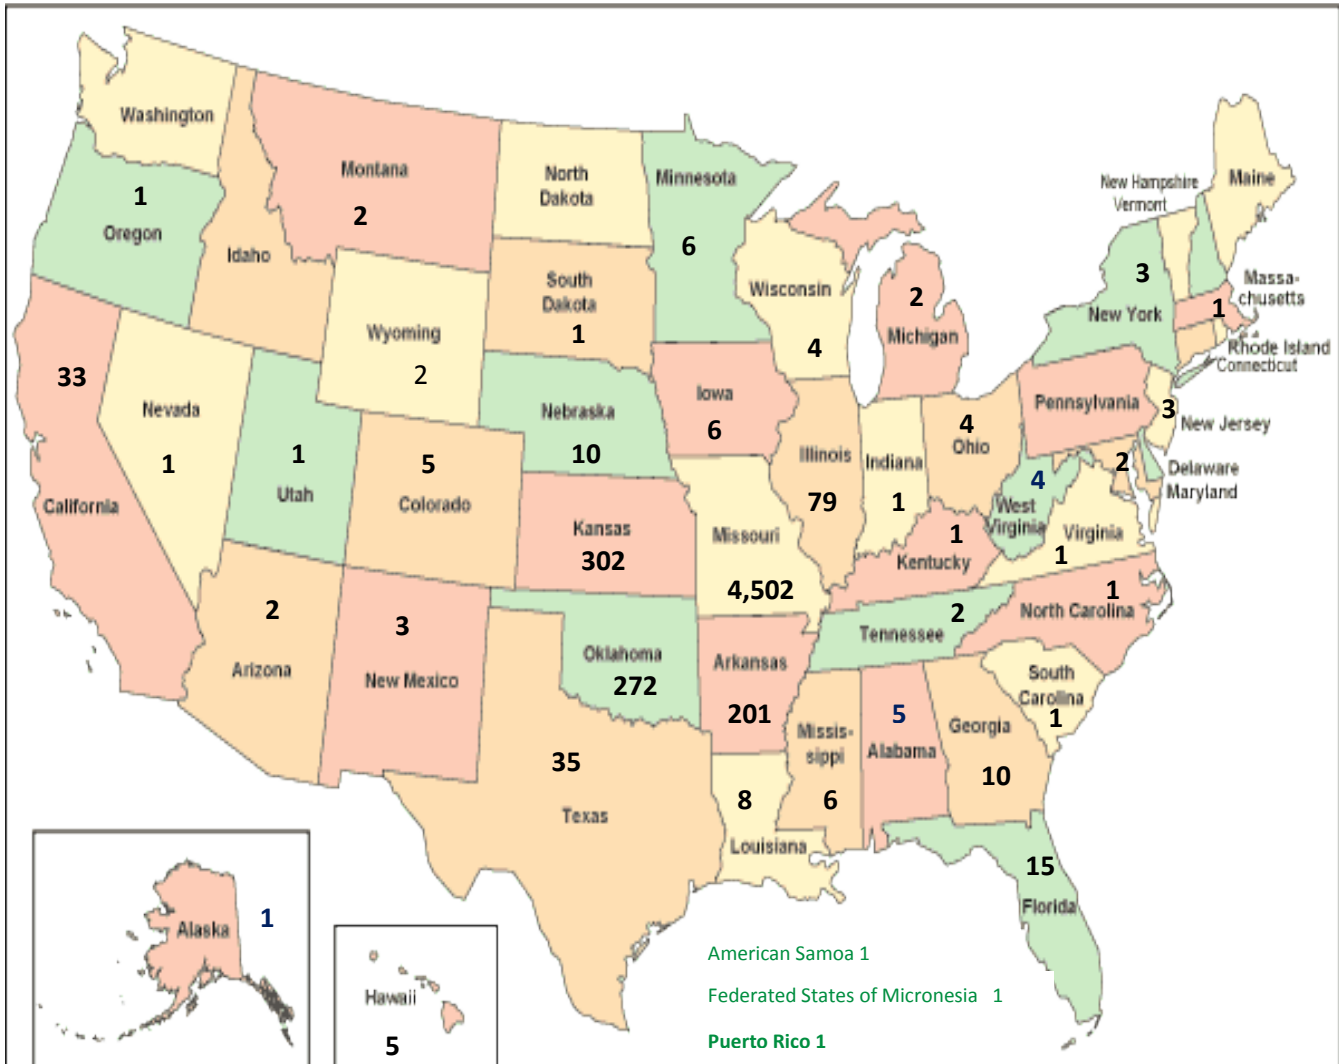 Washington
Montana
2
North
Dakota
Minnesota
6
1
Oregon
Idaho
South
Dakota
1
Wisconsin
4
2
Michigan
New Hampshire
Vermont
Maine
3
New York
Massa-
chusetts
1
Rhode Island
Connecticut
Wyoming
2
33
California
Nevada
1
1
Utah
5
Colorado
Nebraska
10
Iowa
6
Illinois
79
Indiana
1
4
Ohio
Pennsylvania
3
New Jersey
2
Delaware
Maryland
4
West
Virginia
Virginia
1
Kansas
302
Missouri
4,502
1
Kentucky
2
Tennessee
1
North Carolina
2
Arizona
3
New Mexico
Oklahoma
272
Arkansas
201
South
Carolina
1
35
Texas
8
Louisiana
Missis-
sippi
6
5
Alabama
Georgia
10
15
Florida
Alaska
1
Hawaii
5
American Samoa 1
Federated States of Micronesia 1
Puerto Rico 1